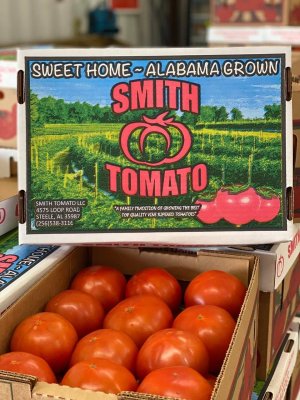 SWEET HOME ~ ALABAMA GROWN
SMITH
TOMATO
SMITH TOMATO LLC
4575 LOOP ROAD
STEELE, AL 35987
(256)538-3116
"A FAMILY TRADITION OF GROWING THE BEST
TOP QUALITY VINE RIPENED TOMATOES"